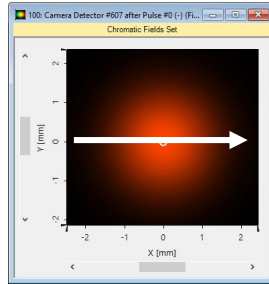 100: Camera Detector #607 after Pulse #0 (-) (Fi...
Chromatic Fields Set
Y [mm]
2
1
0
-1
-2
-2 -1 0 1 2
X [mm]